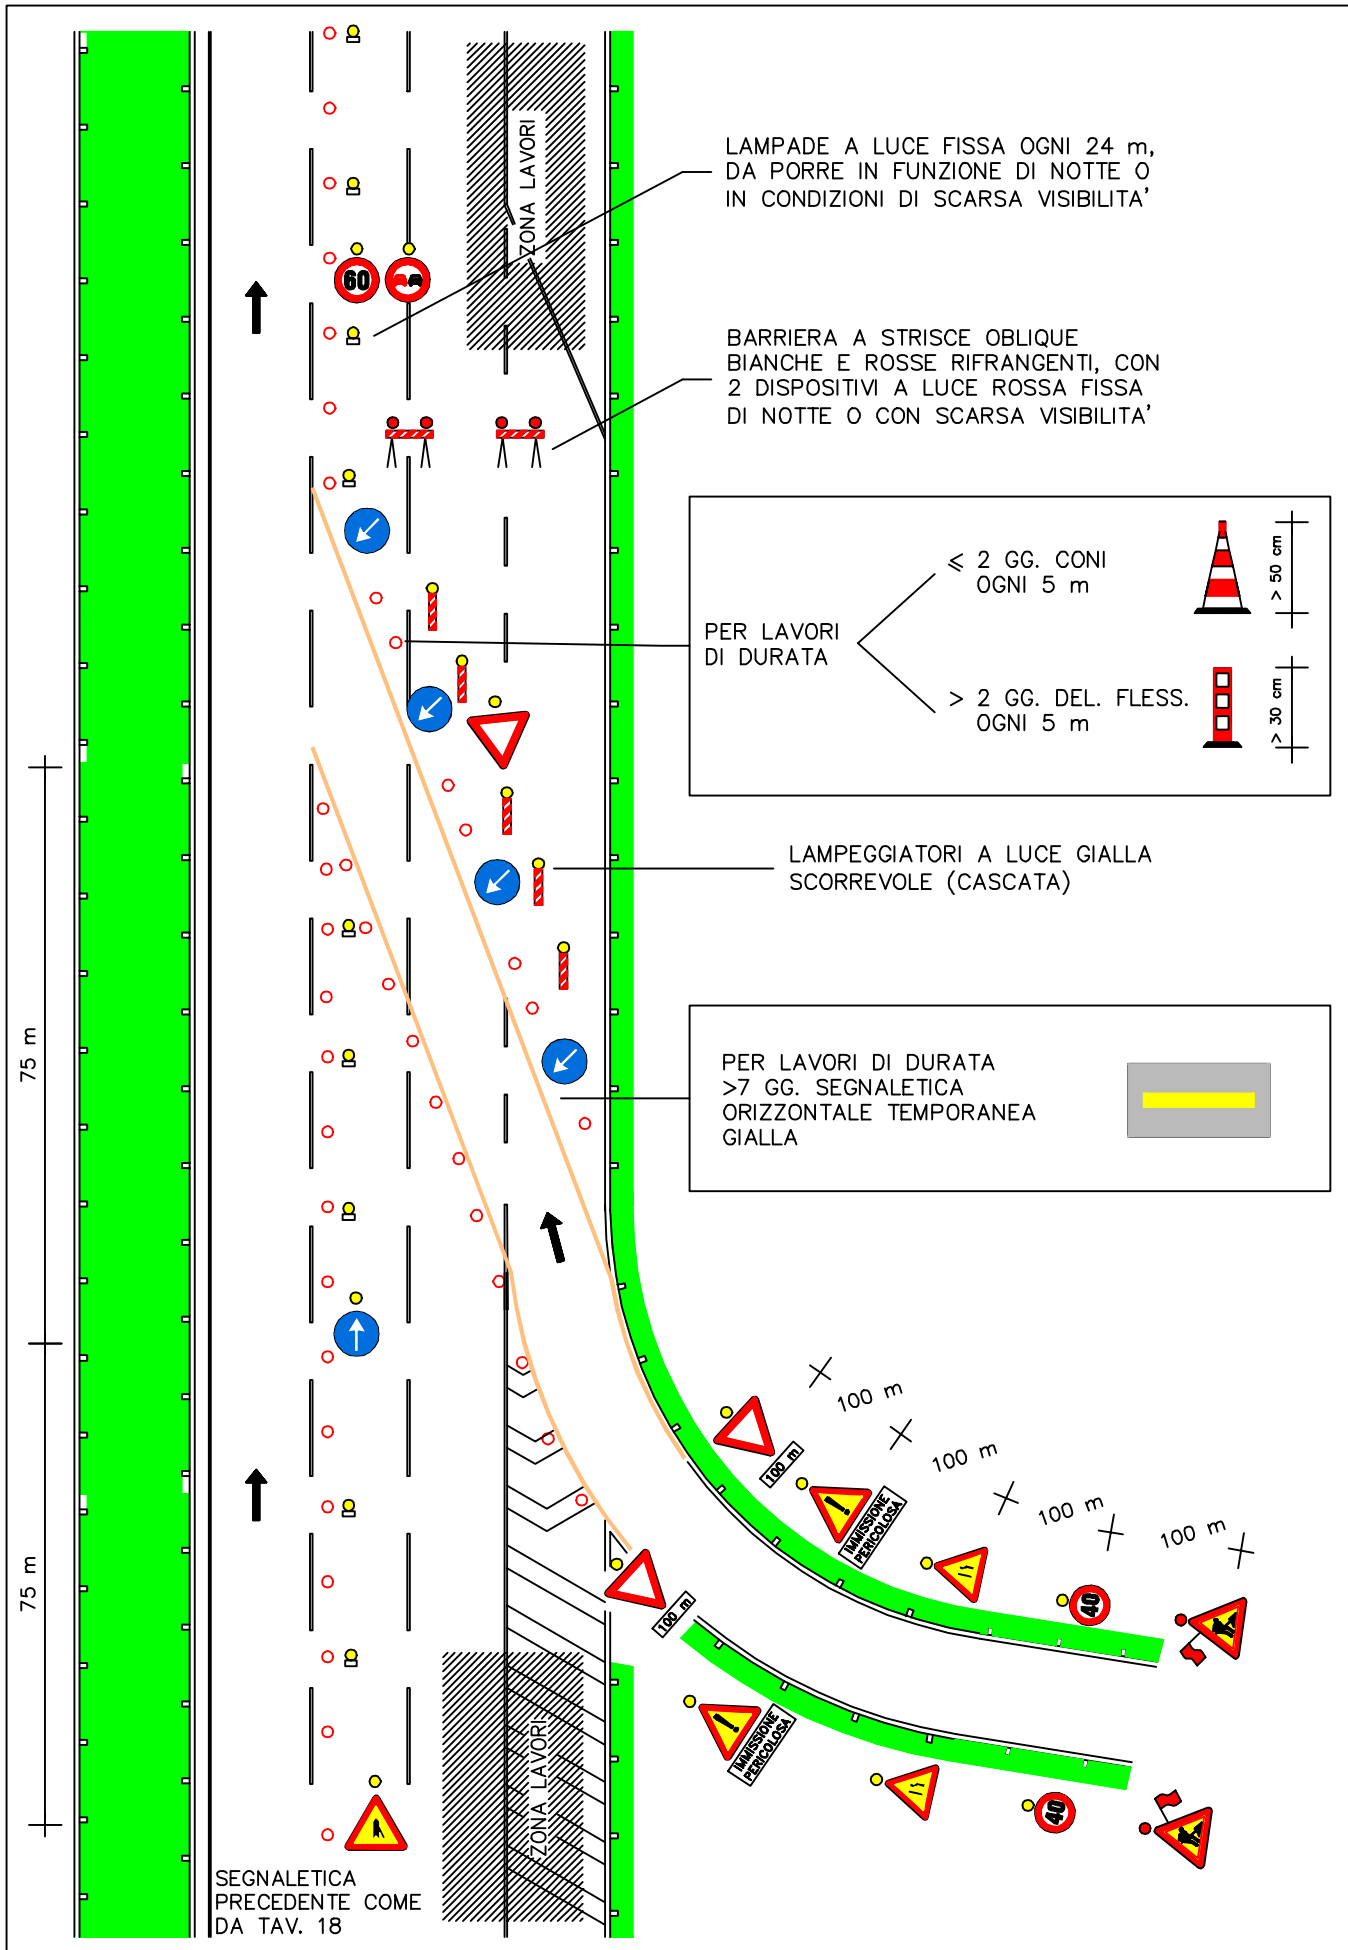 ZONA LAVORI
LAMPADE A LUCE FISSA OGNI 24 m,
DA PORRE IN FUNZIONE DI NOTTE O
IN CONDIZIONI DI SCARSA VISIBILITA'
60
BARRIERA A STRISCE OBLIQUE
BIANCHE E ROSSE RIFRANGENTI, CON
2 DISPOSITIVI A LUCE ROSSA FISSA
DI NOTTE O CON SCARSA VISIBILITA'
⩽ 2 GG. CONI
OGNI 5 m
> 50 cm
PER LAVORI
DI DURATA
> 2 GG. DEL. FLESS.
OGNI 5 m
> 30 cm
LAMPEGGIATORI A LUCE GIALLA
SCORREVOLE (CASCATA)
75 m
PER LAVORI DI DURATA
>7 GG. SEGNALETICA
ORIZZONTALE TEMPORANEA
GIALLA
100 m
100 m
100 m
100 m
100 m
IMMISSIONE
PERICOLOSA
40
75 m
100 m
IMMISSIONE
PERICOLOSA
40
ZONA LAVORI
SEGNALETICA
PRECEDENTE COME
DA TAV. 18